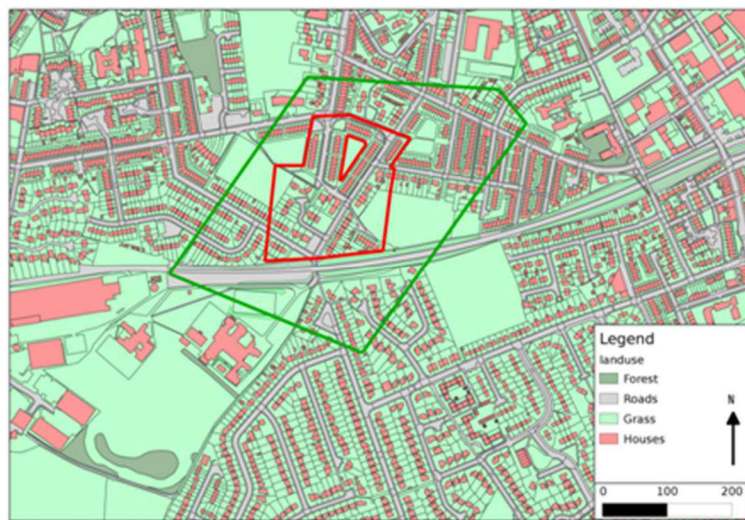 Legend
landuse
Forest
Roads
Grass
Houses
N
0 100 200